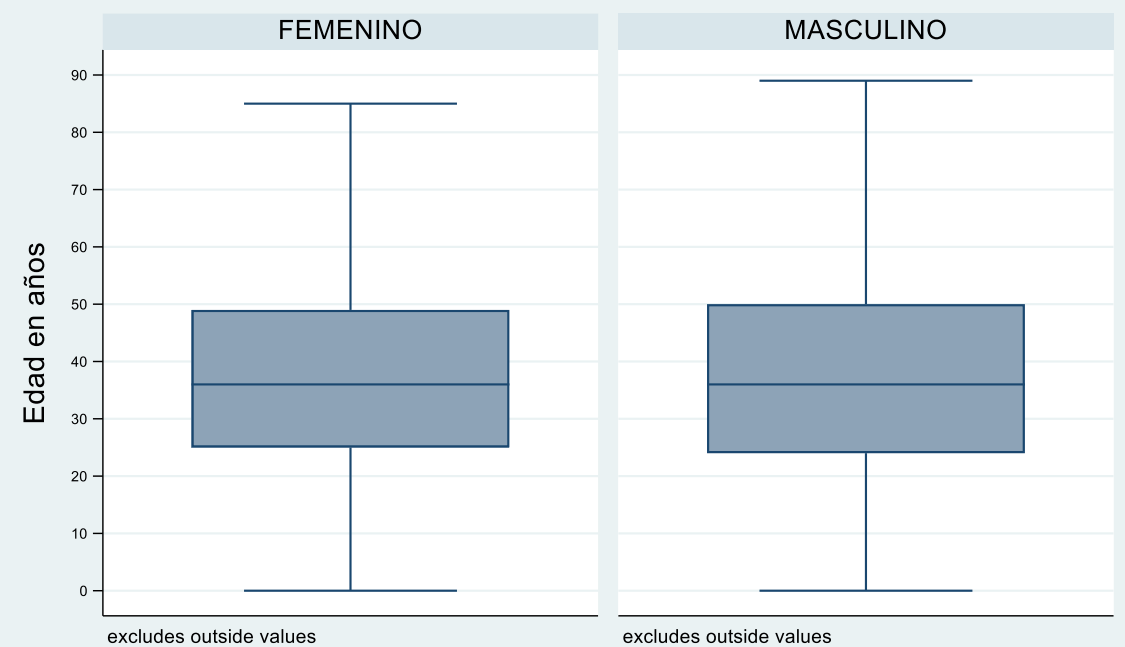 FEMENINO
MASCULINO
Edad en años
90
80
70
60
50
40
30
20
10
0
excludes outside values
excludes outside values